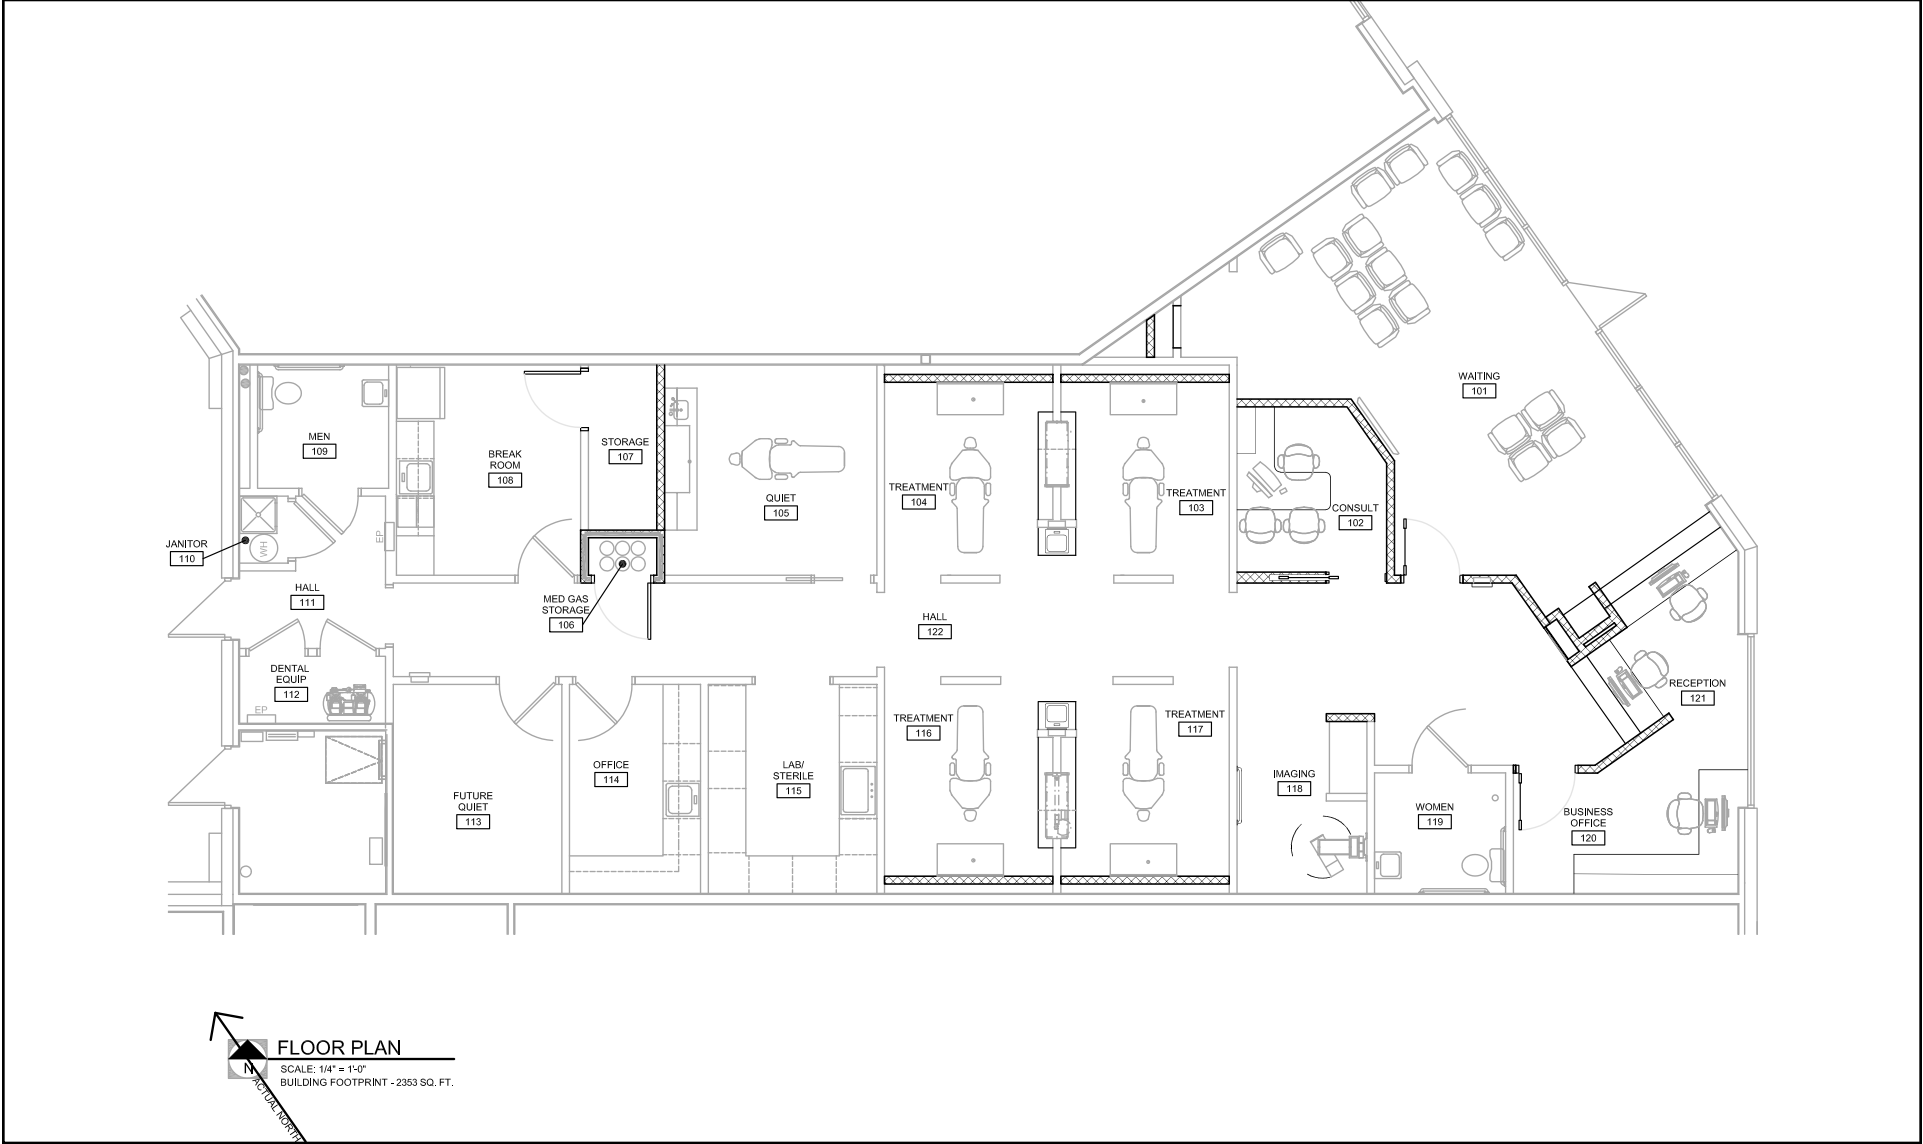 WAITING
101
MEN
109
STORAGE
107
BREAK
ROOM
108
QUIET
105
TREATMENT
104
TREATMENT
103
CONSULT
102
EP
JANITOR
110
WH
HALL
111
MED GAS
STORAGE
106
HALL
122
DENTAL
EQUIP
112
EP
RECEPTION
121
TREATMENT
116
TREATMENT
117
OFFICE
114
LAB/
STERILE
115
IMAGING
118
FUTURE
QUIET
113
WOMEN
119
BUSINESS
OFFICE
120
FLOOR PLAN
SCALE: 1/4" = 1'-0"
BUILDING FOOTPRINT - 2353 SQ. FT.
N
ACTUAL NORTH